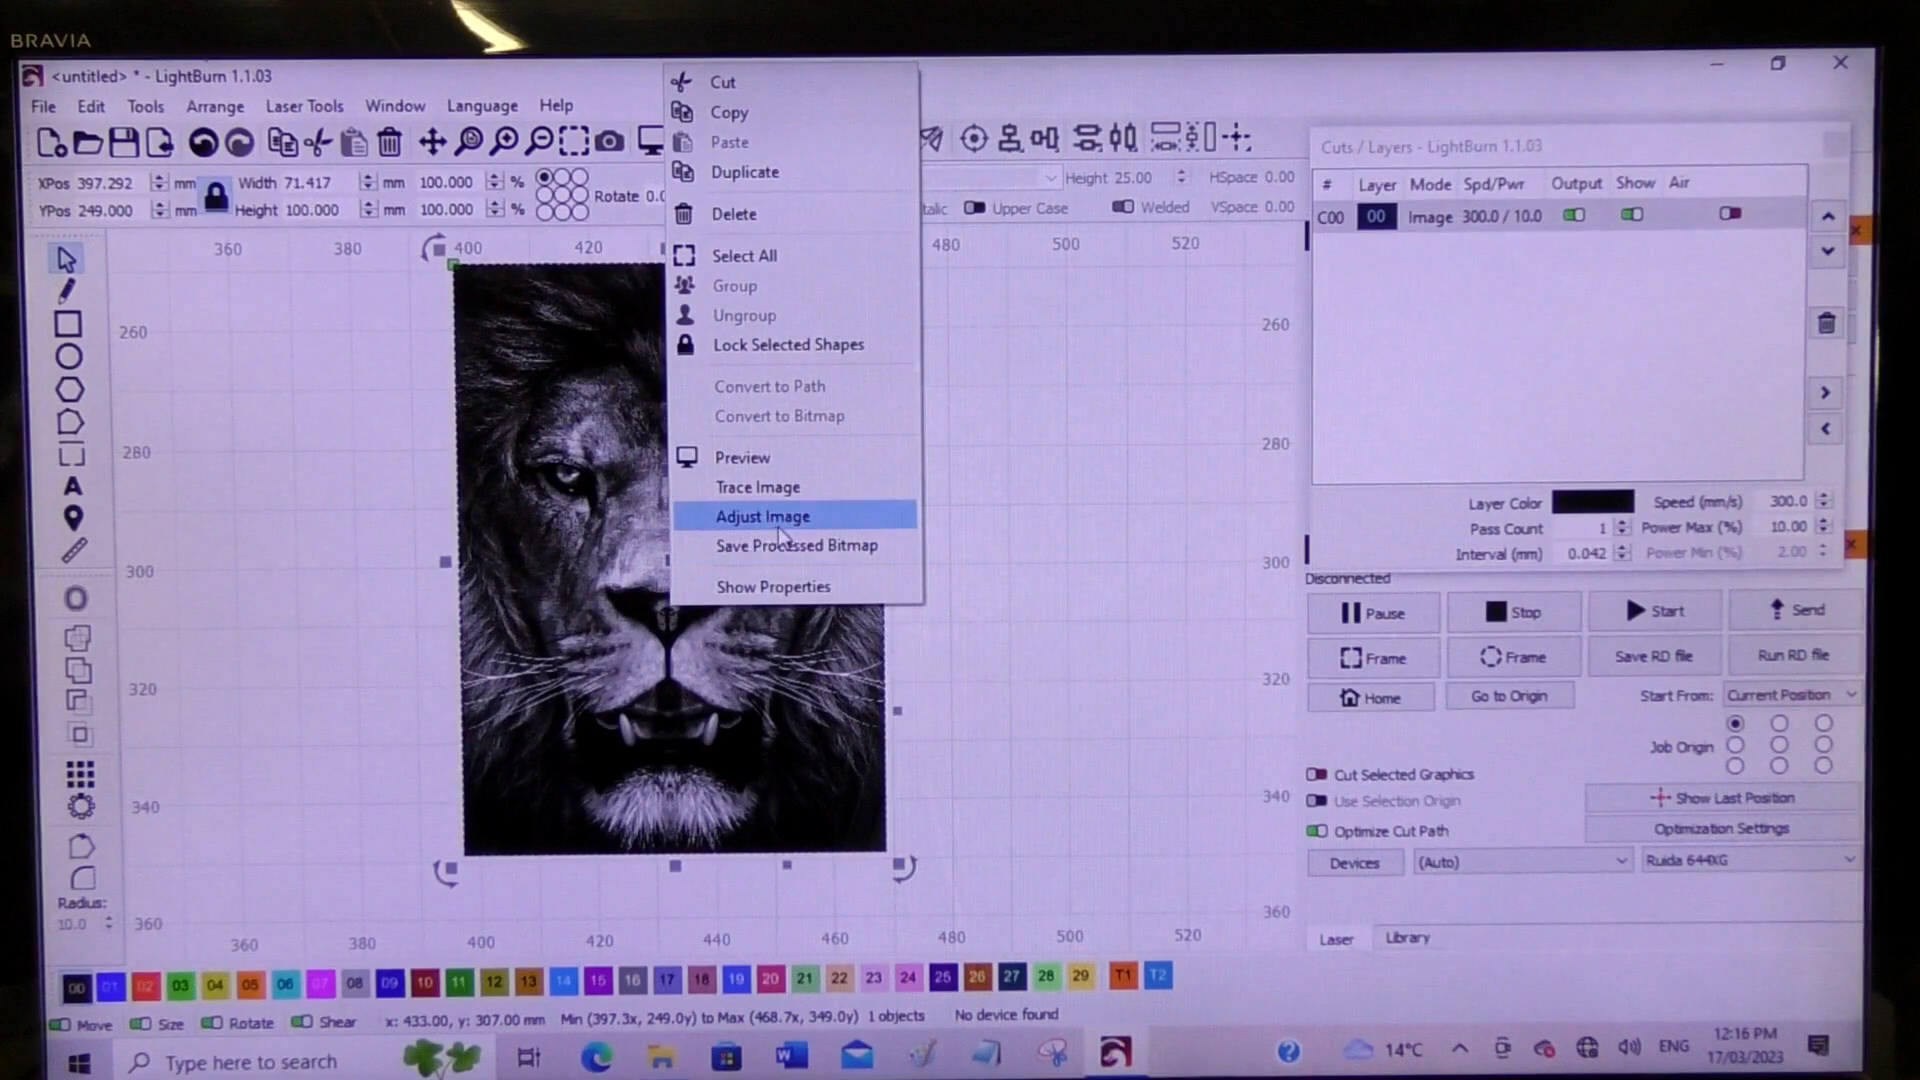 BRAVIA
<untitled> * - LightBurn 1.1.03
File Edit Tools Arrange Laser Tools Window Language Help
XPos 397.292 mm Width 71.417 mm 100.000 %
YPos 249.000 mm Height 100.000 mm 100.000 %
Rotate 0.0
Height 25.00 HSpace 0.00
talic Upper Case Welded VSpace 0.00
Cut
Copy
Paste
Duplicate
Delete
Select All
Group
Ungroup
Lock Selected Shapes
Convert to Path
Convert to Bitmap
Preview
Trace Image
Adjust Image
Save Processed Bitmap
Show Properties
360 380 400 420 480 500 520
260 260
280 280
300 300
320 320
340 340
360 360
360 380 400 420 440 460 480 500 520
A
Radius:
10.0
Cuts / Layers - LightBurn 1.1.03
# Layer Mode Spd/Pwr Output Show Air
C00 00 Image 300.0 / 10.0
Layer Color Speed (mm/s) 300.0
Pass Count 1 Power Max (%) 10.00
Interval (mm) 0.042 Power Min (%) 2.00
Disconnected
Pause Stop Start Send
Frame Frame Save RD file Run RD file
Home Go to Origin Start From: Current Position
Job Origin
Cut Selected Graphics
Use Selection Origin Show Last Position
Optimize Cut Path Optimization Settings
Devices (Auto) Ruida 644XG
Laser Library
00 01 02 03 04 05 06 07 08 09 10 11 12 13 14 15 16 17 18 19 20 21 22 23 24 25 26 27 28 29 T1 T2
Move Size Rotate Shear x: 433.00, y: 307.00 mm Min (397.3x, 249.0y) to Max (468.7x, 349.0y) 1 objects No device found
Type here to search 14°C ENG 12:16 PM
17/03/2023